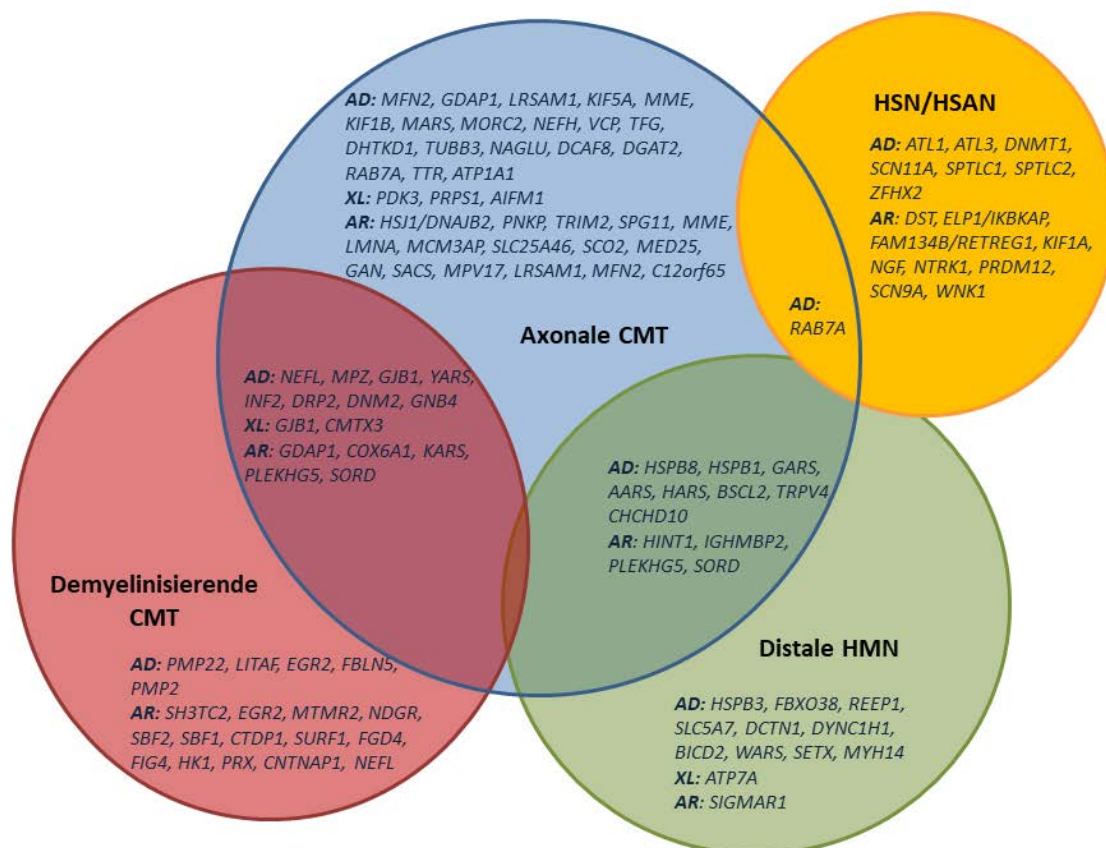 AD: MFN2, GDAP1, LRSAM1, KIF5A, MME,
KIF1B, MARS, MORC2, NEFH, VCP, TFG,
DHTKD1, TUBB3, NAGLU, DCAF8, DGAT2,
RAB7A, TTR, ATP1A1
XL: PDK3, PRPS1, AIFM1
AR: HSJ1/DNAJB2, PNKP, TRIM2, SPG11, MME,
LMNA, MCM3AP, SLC25A46, SCO2, MED25,
GAN, SACS, MPV17, LRSAM1, MFN2, C12orf65
Axonale CMT
HSN/HSAN
AD: ATL1, ATL3, DNMT1,
SCN11A, SPTLC1, SPTLC2,
ZFHX2
AR: DST, ELP1/IKBKAP,
FAM134B/RETREG1, KIF1A,
NGF, NTRK1, PRDM12,
SCN9A, WNK1
AD:
RAB7A
AD: NEFL, MPZ, GJB1, YARS,
INF2, DRP2, DNM2, GNB4
XL: GJB1, CMTX3
AR: GDAP1, COX6A1, KARS,
PLEKHG5, SORD
AD: HSPB8, HSPB1, GARS,
AARS, HARS, BSCL2, TRPV4
CHCHD10
AR: HINT1, IGHMBP2,
PLEKHG5, SORD
Demyelinisierende
CMT
AD: PMP22, LITAF, EGR2, FBLN5,
PMP2
AR: SH3TC2, EGR2, MTMR2, NDGR,
SBF2, SBF1, CTDP1, SURF1, FGD4,
FIG4, HK1, PRX, CNTNAP1, NEFL
Distale HMN
AD: HSPB3, FBXO38, REEP1,
SLC5A7, DCTN1, DYNC1H1,
BICD2, WARS, SETX, MYH14
XL: ATP7A
AR: SIGMAR1